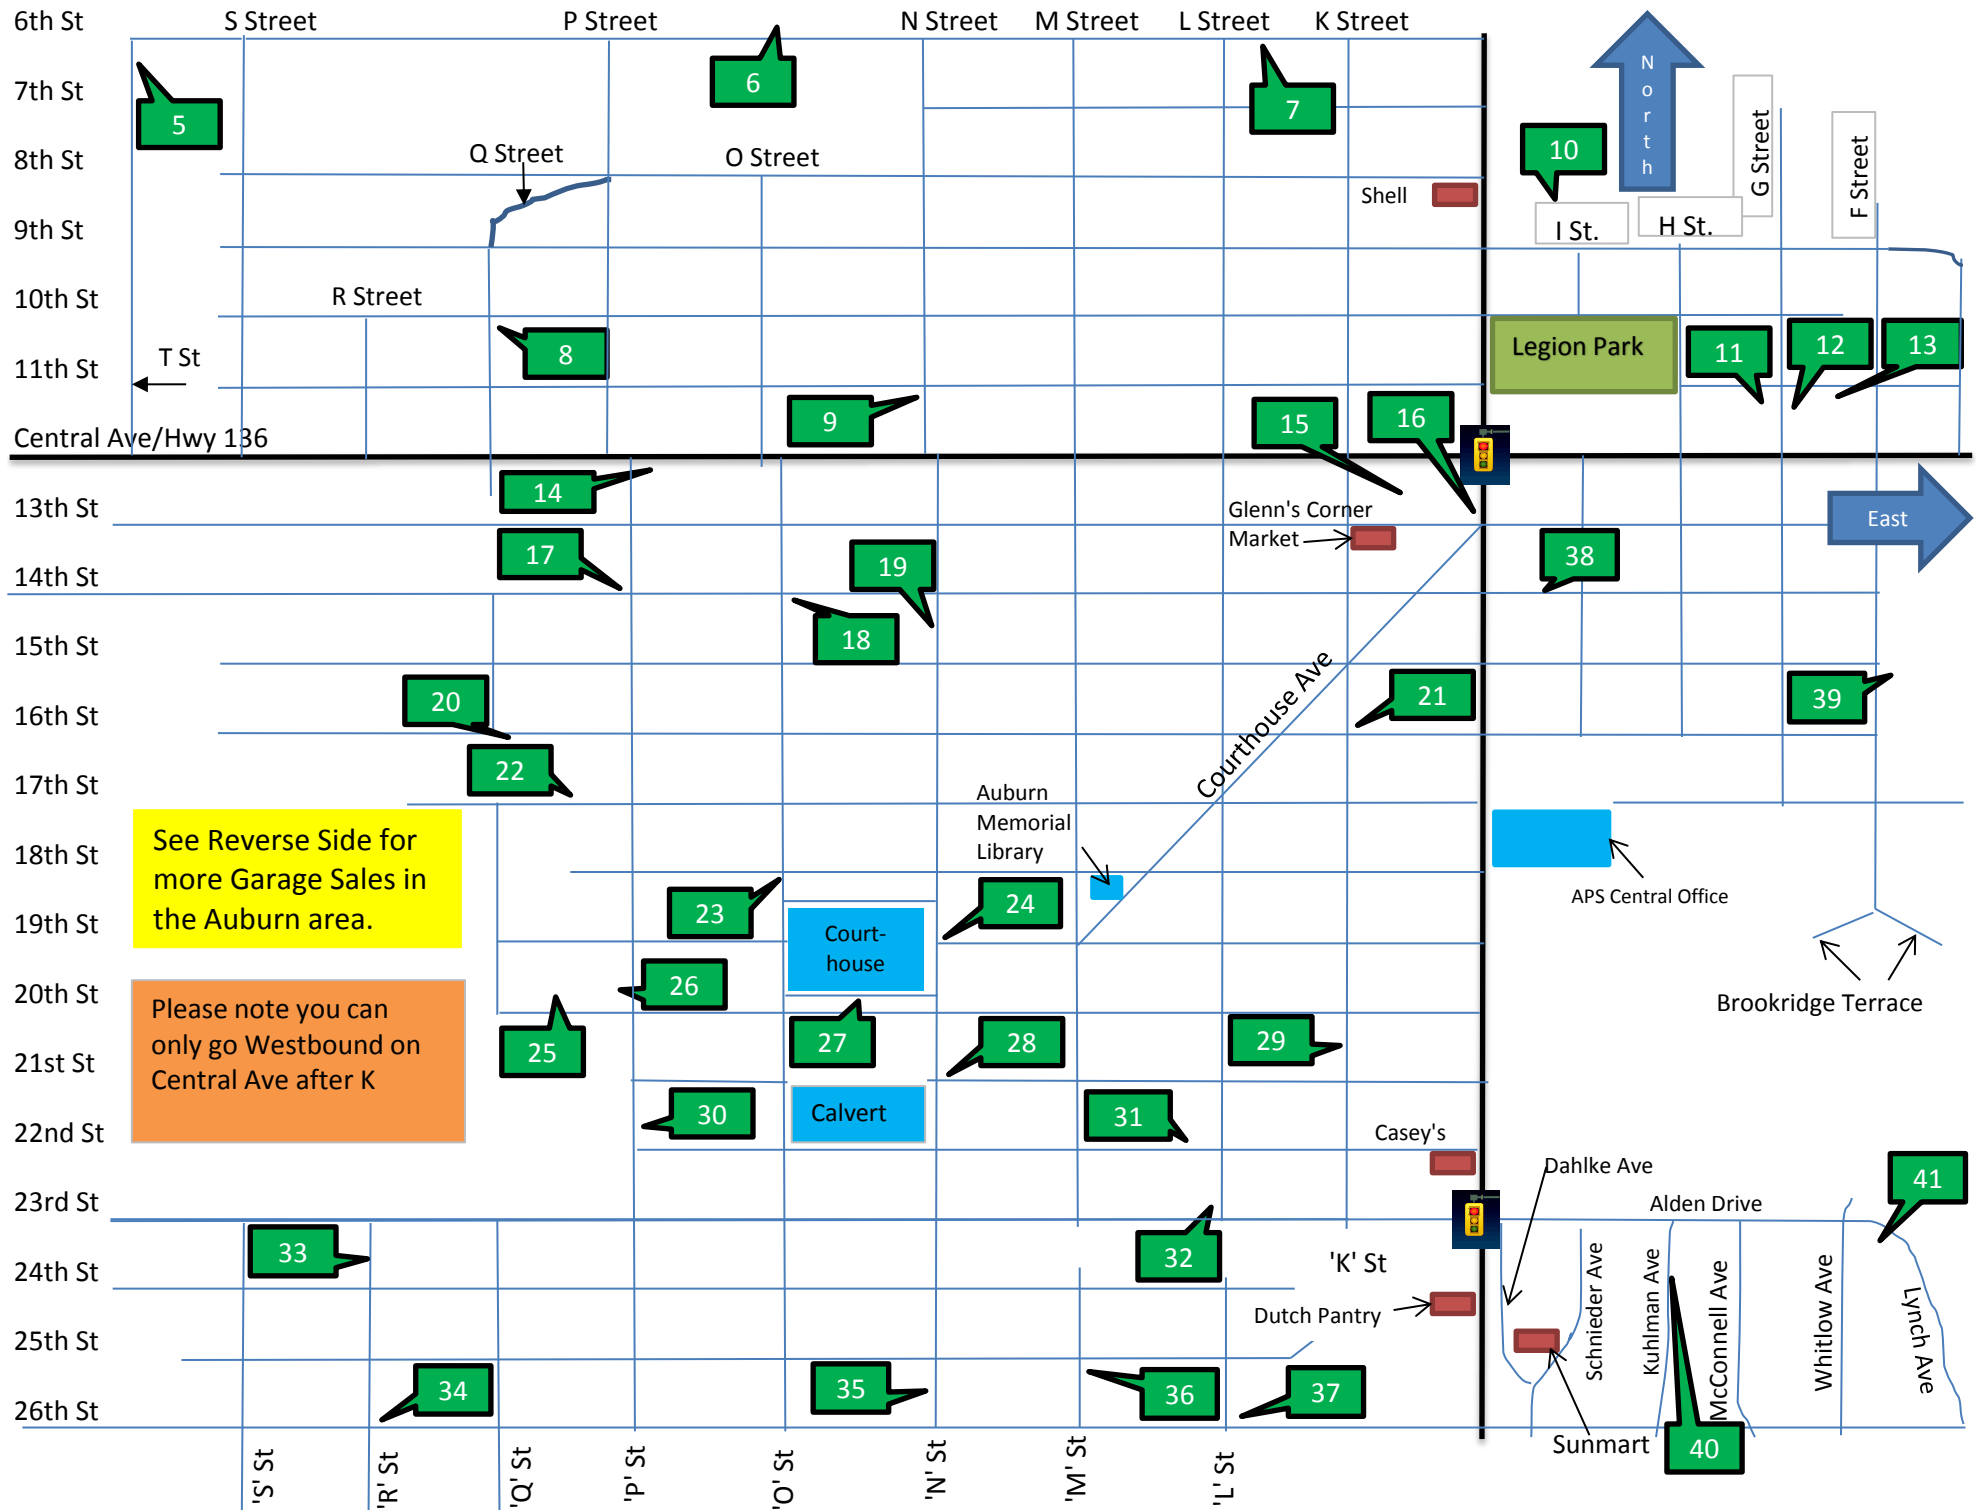 6th St
S Street
P Street
N Street
M Street
L Street
K Street
7th St
5
6
7
North
8th St
Q Street
O Street
10
G Street
F Street
Shell
9th St
I St.
H St.
10th St
R Street
11th St
T St
8
Legion Park
11
12
13
9
15
16
Central Ave/Hwy 136
14
13th St
Glenn's Corner
Market
East
17
19
38
14th St
18
15th St
Courthouse Ave
20
21
39
16th St
22
17th St
Auburn
Memorial
Library
See Reverse Side for
more Garage Sales in
the Auburn area.
18th St
APS Central Office
23
24
19th St
Court-
house
26
20th St
Brookridge Terrace
Please note you can
only go Westbound on
Central Ave after K
25
27
28
29
21st St
30
Calvert
31
22nd St
Casey's
Dahlke Ave
41
23rd St
Alden Drive
33
32
'K' St
24th St
Schnieder Ave
Kuhlman Ave
McConnell Ave
Whitlow Ave
Lynch Ave
Dutch Pantry
25th St
34
35
36
37
26th St
Sunmart
40
'S' St
'R' St
'Q' St
'P' St
'O' St
'N' St
'M' St
'L' St